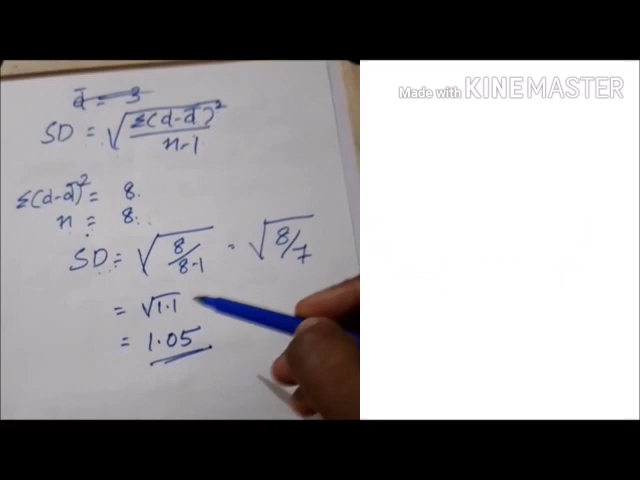 d̄ = 3
SD = √Σ(d-d̄)²/n-1
Σ(d-d̄)² = 8
n = 8
SD = √8/8-1 = √8/7
= √1.1
= 1.05
Made with KINEMASTER